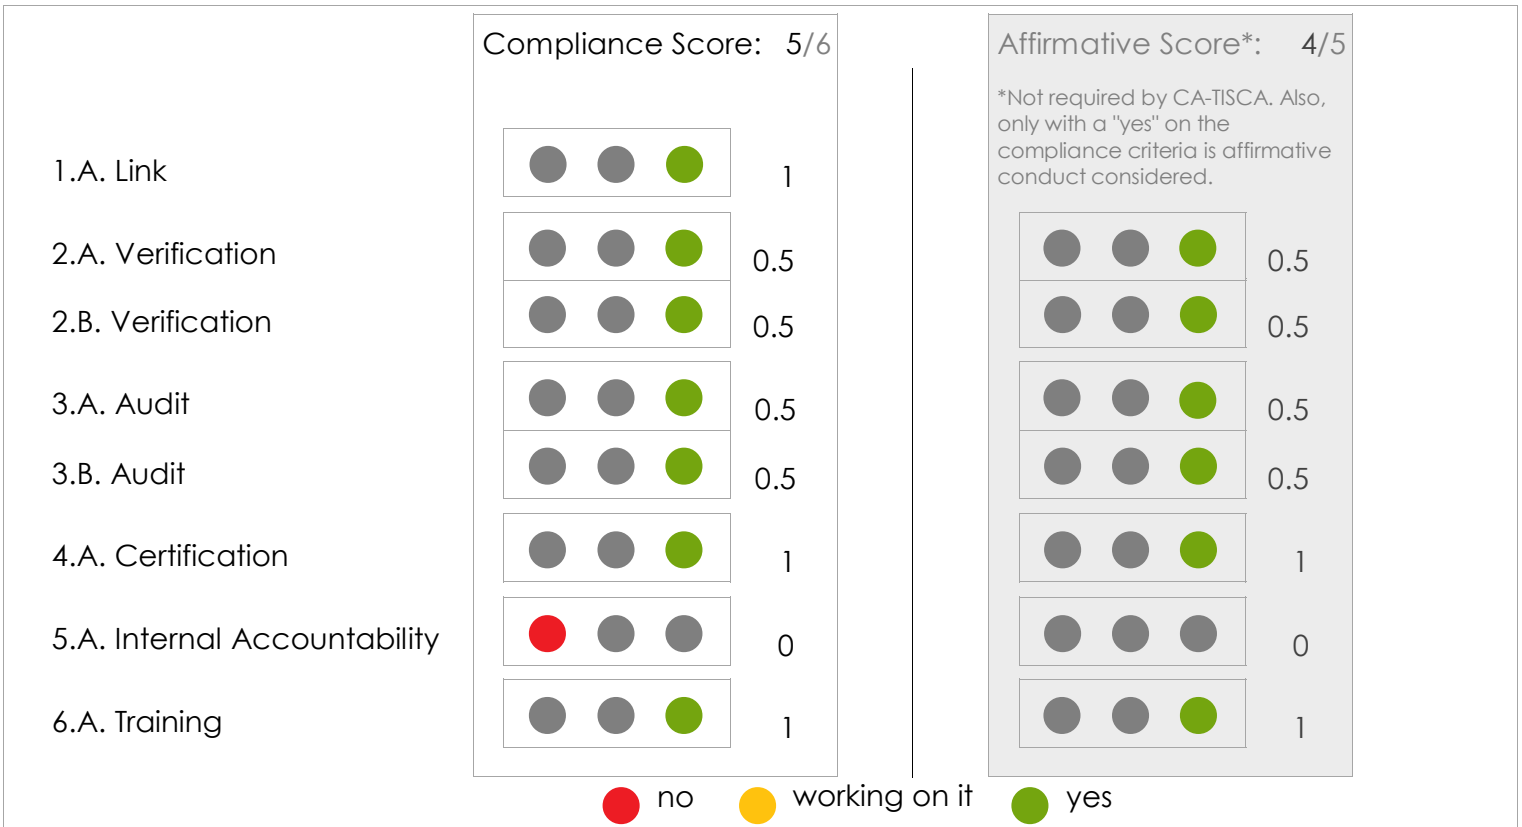 Compliance Score: 5/6
Affirmative Score*: 4/5
*Not required by CA-TISCA. Also,
only with a "yes" on the
compliance criteria is affirmative
conduct considered.
1.A. Link 1
2.A. Verification 0.5 0.5
2.B. Verification 0.5 0.5
3.A. Audit 0.5 0.5
3.B. Audit 0.5 0.5
4.A. Certification 1 1
5.A. Internal Accountability 0 0
6.A. Training 1 1
no working on it yes